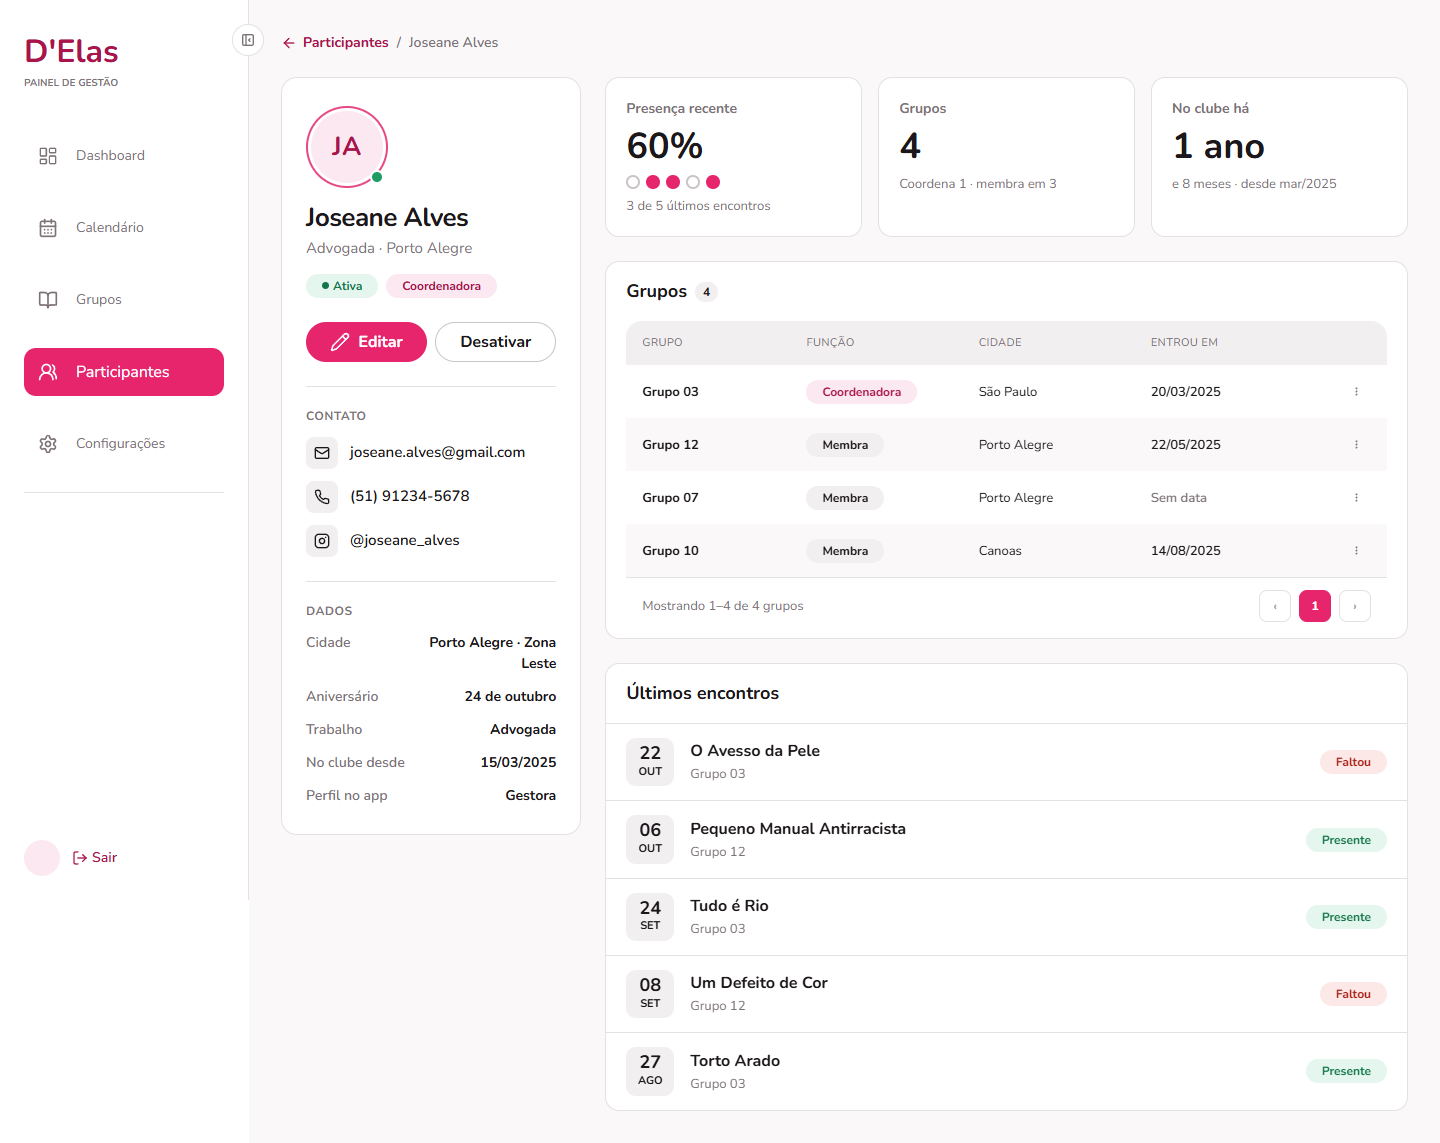 D'Elas
PAINEL DE GESTÃO
Dashboard
Calendário
Grupos
Participantes
Configurações
Sair
Participantes / Joseane Alves
JA
Joseane Alves
Advogada · Porto Alegre
Ativa
Coordenadora
Editar
Desativar
CONTATO
joseane.alves@gmail.com
(51) 91234-5678
@joseane_alves
DADOS
Cidade Porto Alegre · Zona
Leste
Aniversário 24 de outubro
Trabalho Advogada
No clube desde 15/03/2025
Perfil no app Gestora
Presença recente
60%
3 de 5 últimos encontros
Grupos
4
Coordena 1 · membra em 3
No clube há
1 ano
e 8 meses · desde mar/2025
Grupos 4
GRUPO FUNÇÃO CIDADE ENTROU EM
Grupo 03 Coordenadora São Paulo 20/03/2025
Grupo 12 Membra Porto Alegre 22/05/2025
Grupo 07 Membra Porto Alegre Sem data
Grupo 10 Membra Canoas 14/08/2025
Mostrando 1–4 de 4 grupos ‹ 1 ›
Últimos encontros
22 OUT
O Avesso da Pele
Grupo 03
Faltou
06 OUT
Pequeno Manual Antirracista
Grupo 12
Presente
24 SET
Tudo é Rio
Grupo 03
Presente
08 SET
Um Defeito de Cor
Grupo 12
Faltou
27 AGO
Torto Arado
Grupo 03
Presente